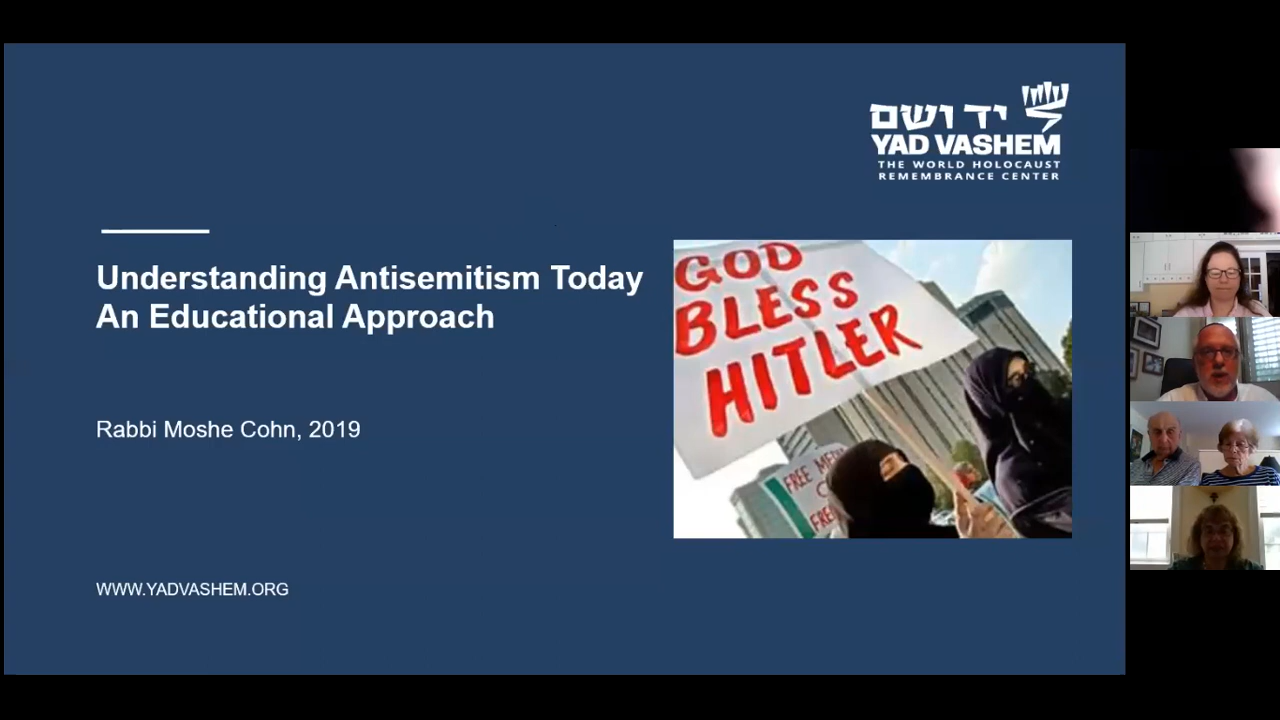 יד ושם
YAD VASHEM
THE WORLD HOLOCAUST
REMEMBRANCE CENTER
Understanding Antisemitism Today
An Educational Approach
GOD
BLESS
HITLER
FREE
Rabbi Moshe Cohn, 2019
WWW.YADVASHEM.ORG